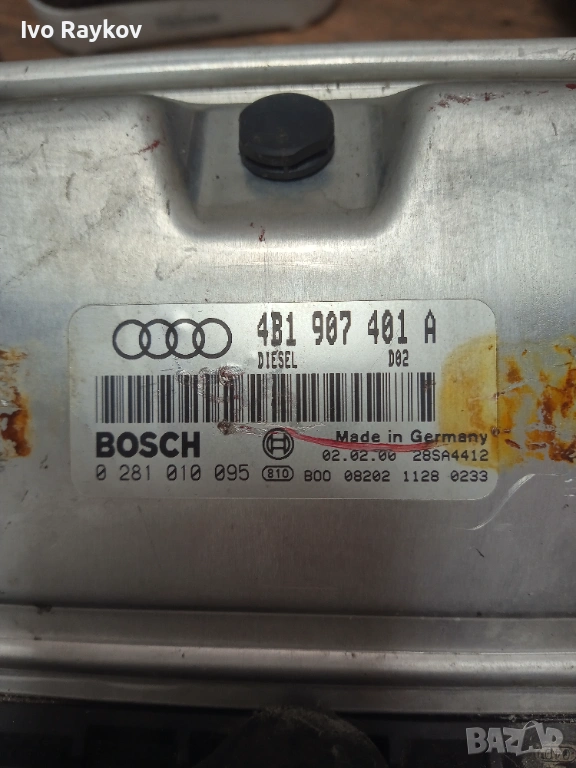 Ivo Raykov
4B1 907 401 A
DIESEL D02
BOSCH
Made in Germany
02.02.00 28SA4412
0 281 010 095 810 800 08202 1128 0233
BAZAR